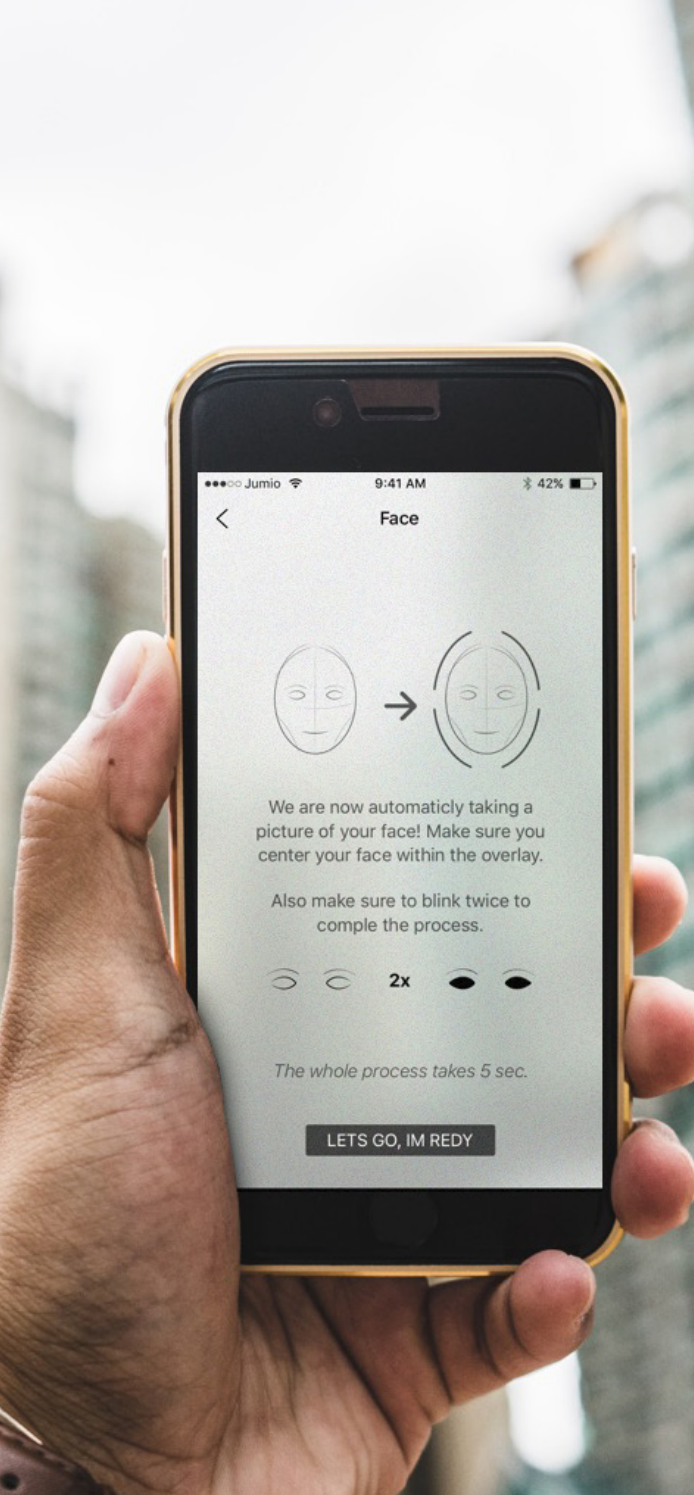 Jumio
9:41 AM
42%
Face
We are now automaticly taking a
picture of your face! Make sure you
center your face within the overlay.
Also make sure to blink twice to
comple the process.
2x
The whole process takes 5 sec.
LETS GO, IM REDY